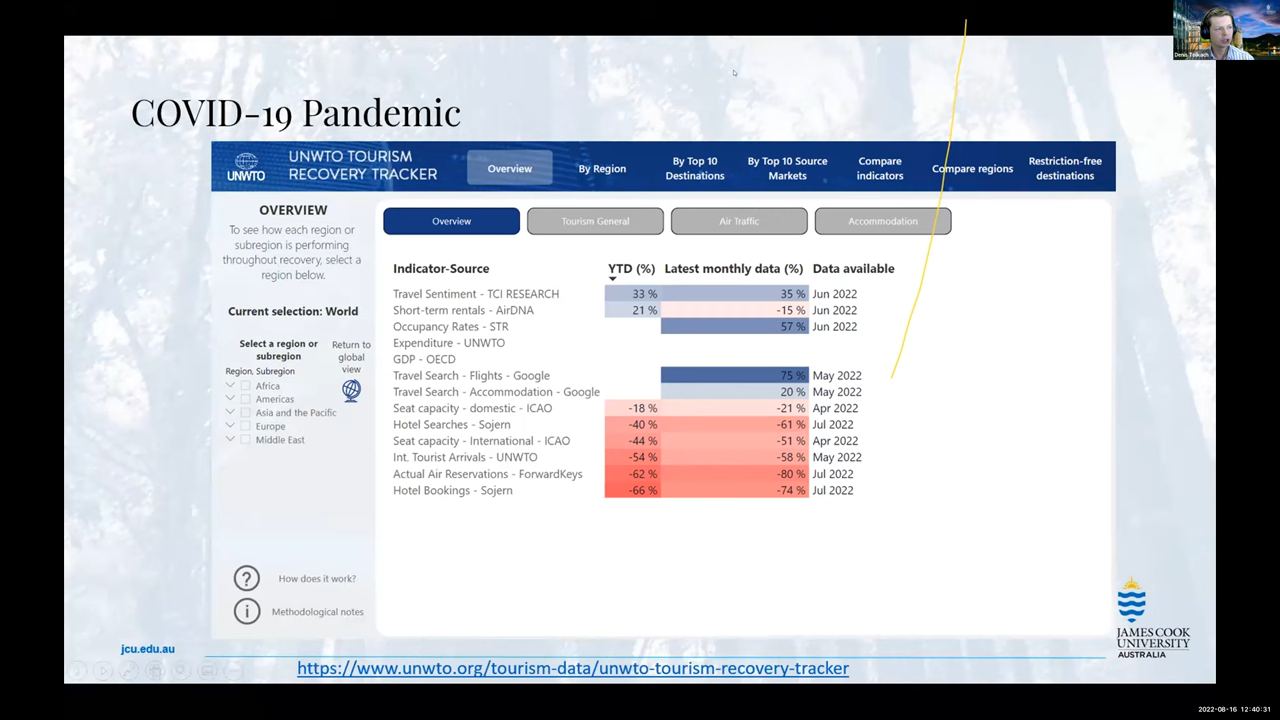 Denis Tolkach
COVID-19 Pandemic
UNWTO
UNWTO TOURISM
RECOVERY TRACKER
Overview
By Region
By Top 10
Destinations
By Top 10 Source
Markets
Compare
indicators
Compare regions
Restriction-free
destinations
OVERVIEW
To see how each region or
subregion is performing
throughout recovery, select a
region below.
Current selection: World
Select a region or
subregion
Return to
global
view
Region, Subregion
Africa
Americas
Asia and the Pacific
Europe
Middle East
How does it work?
Methodological notes
Overview
Tourism General
Air Traffic
Accommodation
Indicator-Source YTD (%) Latest monthly data (%) Data available
Travel Sentiment - TCI RESEARCH 33 % 35 % Jun 2022
Short-term rentals - AirDNA 21 % -15 % Jun 2022
Occupancy Rates - STR 57 % Jun 2022
Expenditure - UNWTO
GDP - OECD
Travel Search - Flights - Google 75 % May 2022
Travel Search - Accommodation - Google 20 % May 2022
Seat capacity - domestic - ICAO -18 % -21 % Apr 2022
Hotel Searches - Sojern -40 % -61 % Jul 2022
Seat capacity - International - ICAO -44 % -51 % Apr 2022
Int. Tourist Arrivals - UNWTO -54 % -58 % May 2022
Actual Air Reservations - ForwardKeys -62 % -80 % Jul 2022
Hotel Bookings - Sojern -66 % -74 % Jul 2022
jcu.edu.au
https://www.unwto.org/tourism-data/unwto-tourism-recovery-tracker
JAMES COOK
UNIVERSITY
AUSTRALIA
2022-08-16 12:40:31